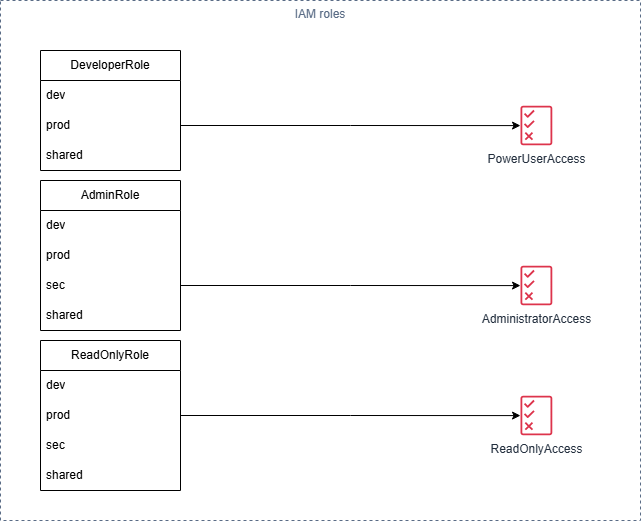 IAM roles
DeveloperRole
dev
prod
shared
PowerUserAccess
AdminRole
dev
prod
sec
shared
AdministratorAccess
ReadOnlyRole
dev
prod
sec
shared
ReadOnlyAccess